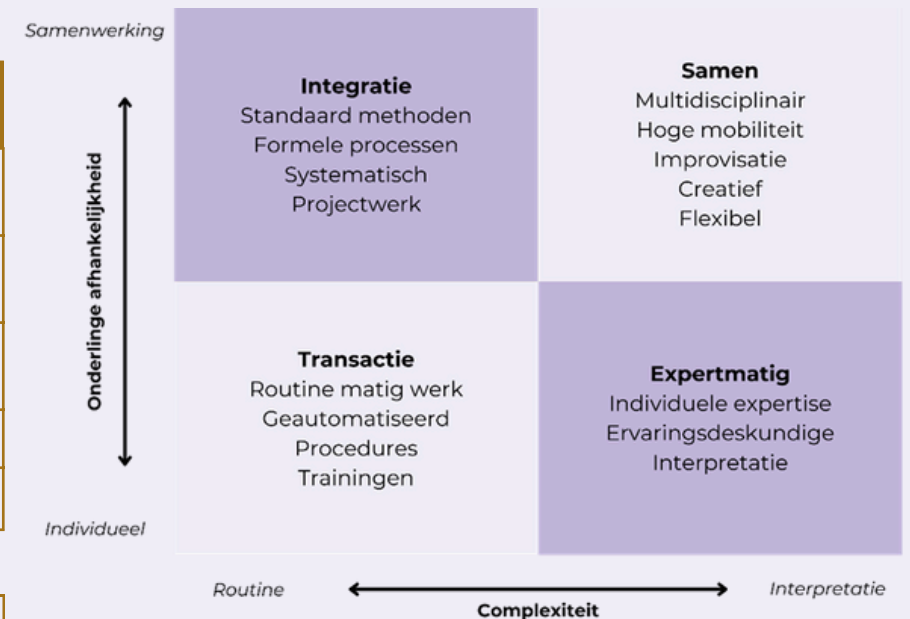 Samenwerking
Onderlinge afhankelijkheid
Individueel
Integratie
Standaard methoden
Formele processen
Systematisch
Projectwerk
Samen
Multidisciplinair
Hoge mobiliteit
Improvisatie
Creatief
Flexibel
Transactie
Routine matig werk
Geautomatiseerd
Procedures
Trainingen
Expertmatig
Individuele expertise
Ervaringsdeskundige
Interpretatie
Routine
Complexiteit
Interpretatie